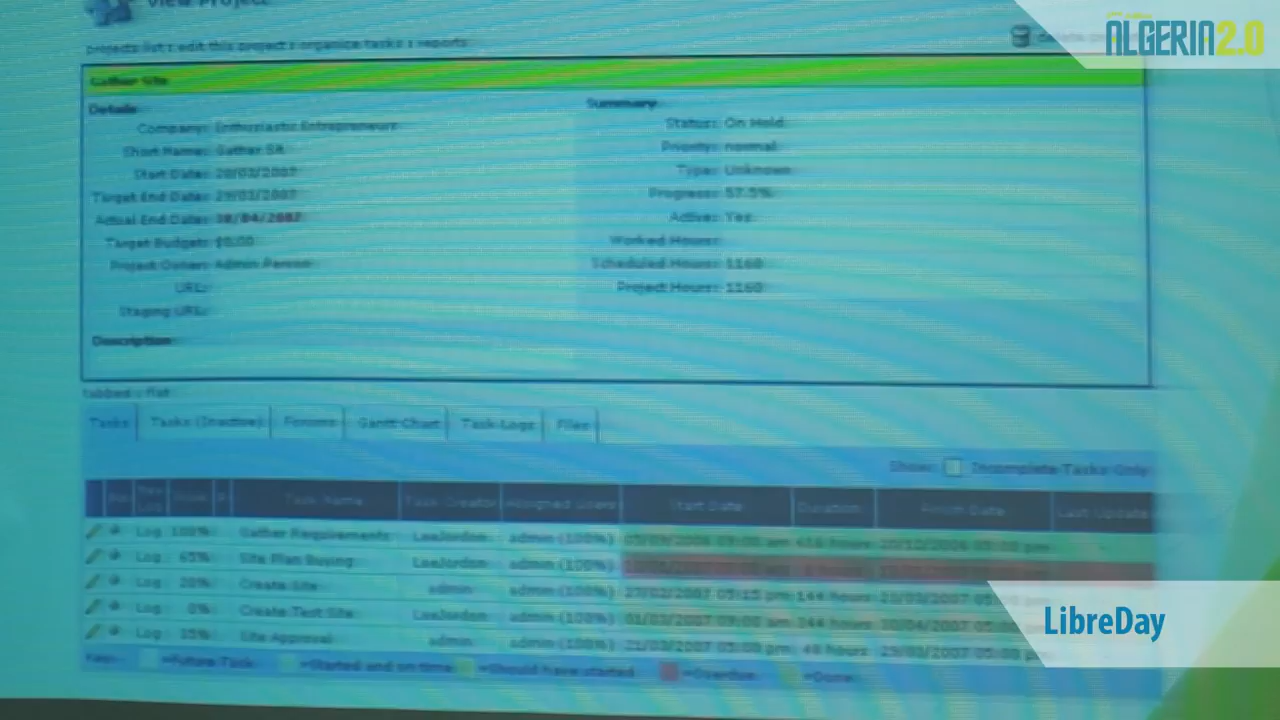 View Project
ALGERIA2.0
projects list : edit this project : organize tasks : reports
Gather Site
Details
Summary
Company: Enthusiastic Entrepreneurs
Status: On Hold
Short Name: Gather Sit
Priority: normal
Start Date: 20/03/2007
Type: Unknown
Target End Date: 29/03/2007
Progress: 57.5%
Actual End Date: 30/04/2007
Active: Yes
Target Budget: $0.00
Worked Hours:
Project Owner: Admin Person
Scheduled Hours: 1160
URL:
Project Hours: 1160
Staging URL:
Description
tabbed : flat
Tasks Tasks (Inactive) Forums Gantt Chart Task Logs Files
Show: Incomplete Tasks Only
Work P Task Name Task Creator Assigned Users Start Date Duration Finish Date Last Update
Log 100% Gather Requirements LeeJordan admin (100%) 416 hours
Log 65% Site Plan Buying LeeJordan admin (100%)
Log 20% Create Site admin admin (100%) 27/02/2007 05:15 pm 144 hours
Log 0% Create Test Site LeeJordan admin (100%) 01/03/2007 09:00 am 344 hours 30/04/2007
Log 35% Site Approval admin admin (100%) 21/03/2007 05:00 pm 48 hours 29/03/2007 05:00 pm
LibreDay
Key: =Future Task =Started and on time =Should have started =Overdue =Done